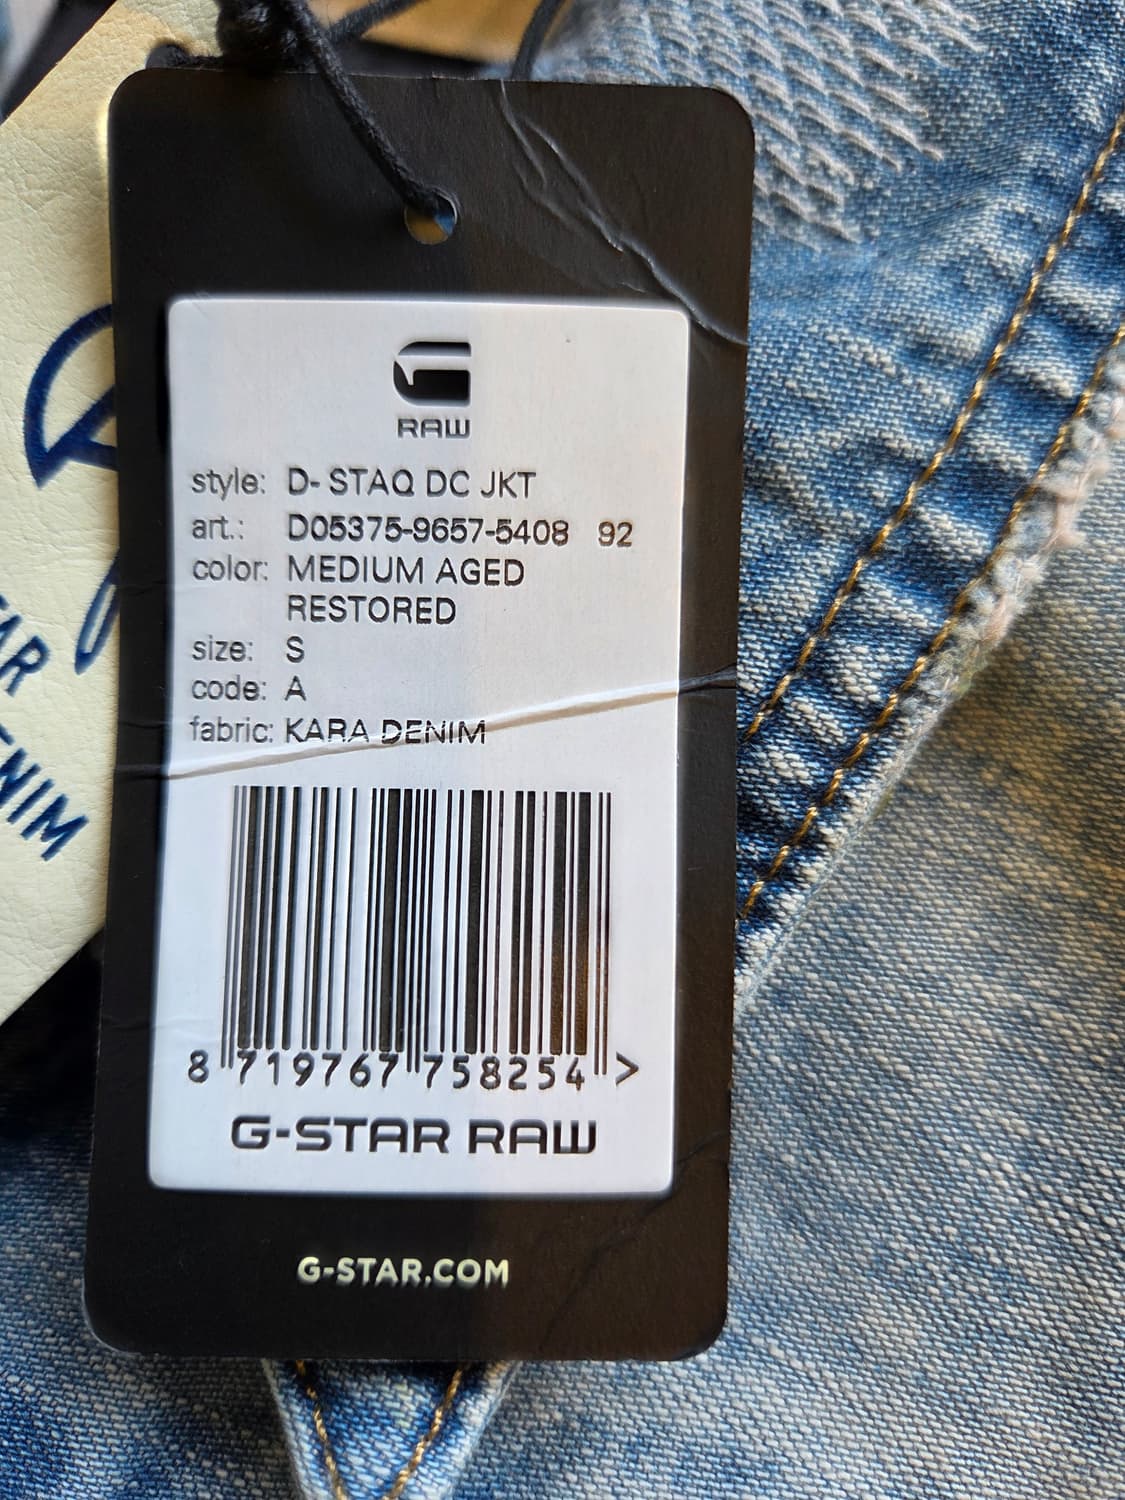 RAW
style: D- STAQ DC JKT
art.: D05375-9657-5408 92
color: MEDIUM AGED
RESTORED
size: S
code: A
fabric: KARA DENIM
8 719767 758254 >
G-STAR RAW
G-STAR.COM